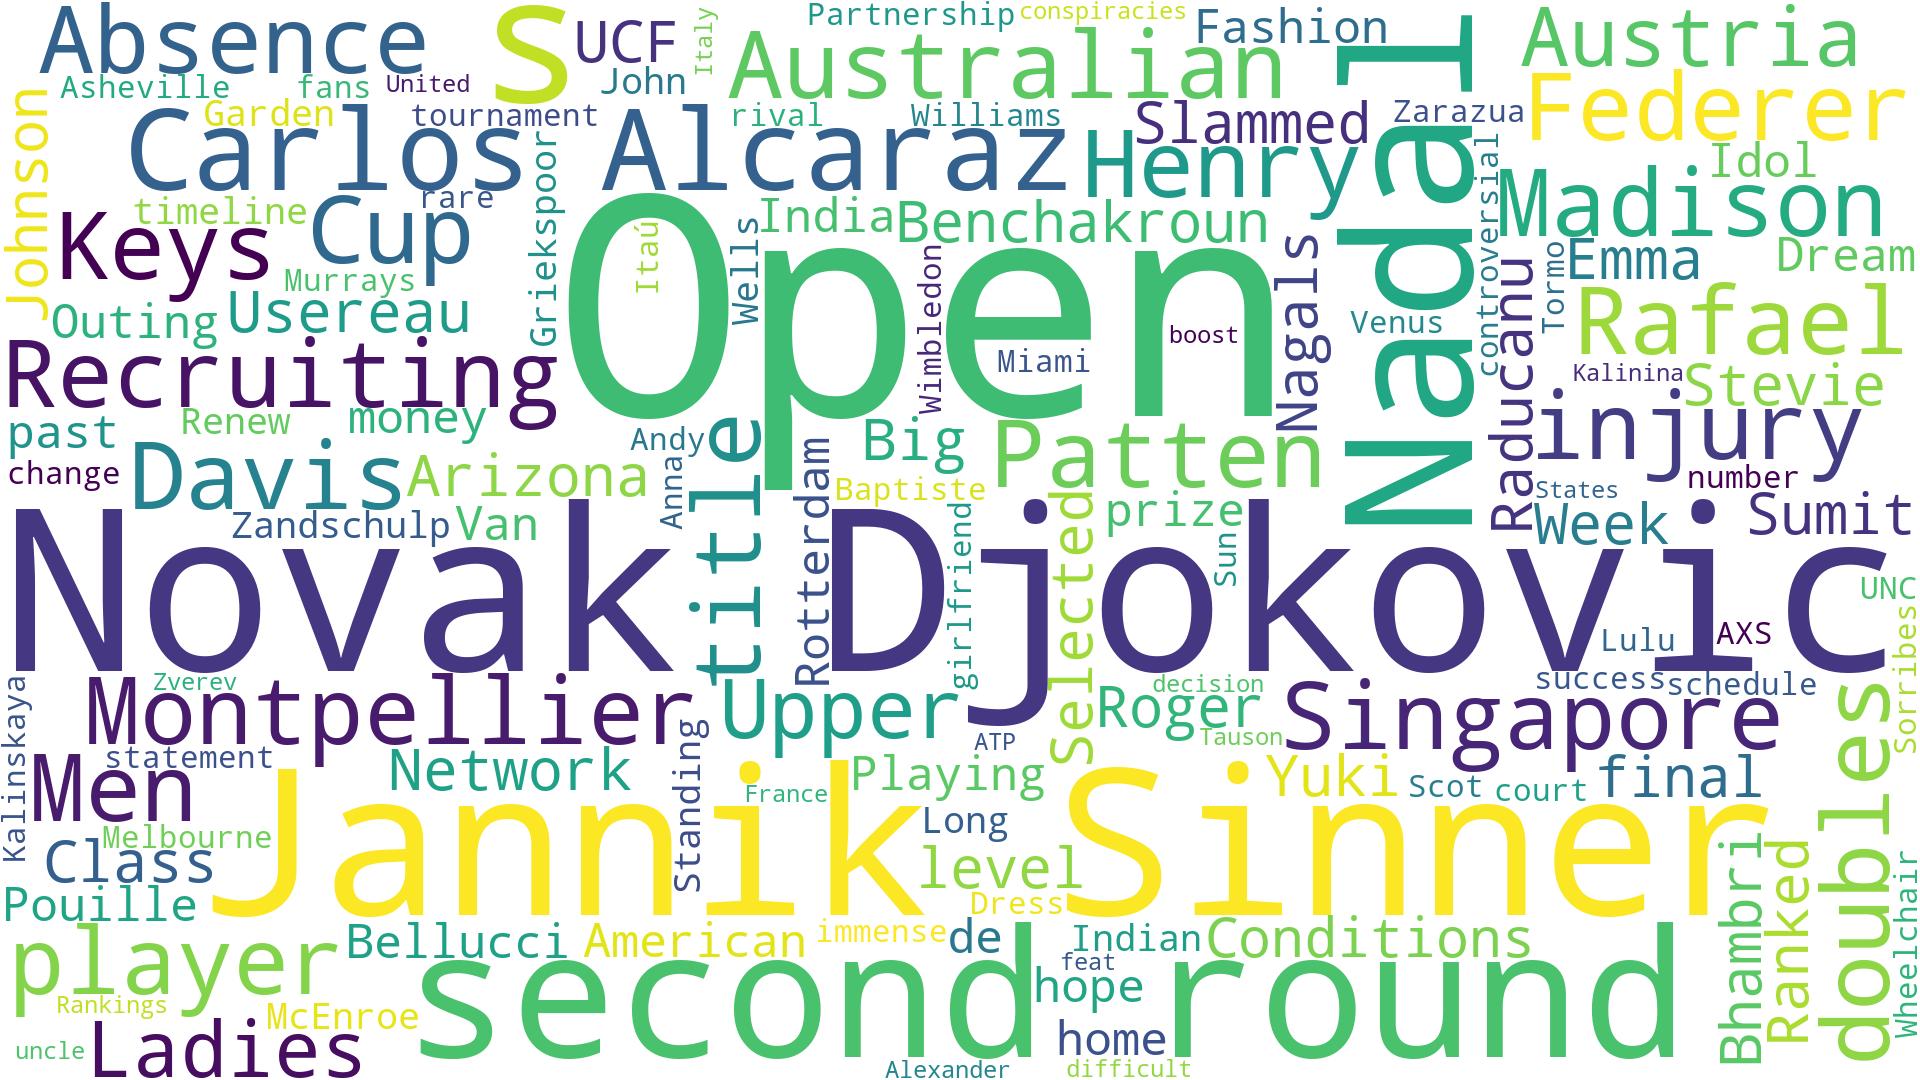 Absence
S
UCF
Italy
Partnership
conspiracies
Fashion
Austria
Asheville
fans
United
John
Australian
Nadal
Federer
Johnson
Garden
tournament
rival
Williams
Slammed
Zarazua
Carlos
Alcaraz
Henry
controversial
Idol
Madison
timeline
rare
Griekspoor
Keys
Cup
Itaú
Wells
India
Benchakroun
Nagals
Tormo
Emma
Dream
Murrays
Outing
Usereau
Open
Wimbledon
Miami
boost
Venus
Raducanu
Rafael
Recruiting
Kalinina
Stevie
past
Renew
money
title
Andy
Big
Patten
injury
change
Davis
Arizona
Anna
Rotterdam
Baptiste
girlfriend
Selected
prize
States
number
Zandschulp
Van
Sun
Week
Sumit
Novak Djokovic
UNC
Lulu
AXS
Sorribes
Kalinskaya
Zverev
Montpellier
Upper
decision
Roger
Singapore
success
schedule
doubles
Tauson
statement
Standing
ATP
Men
Network
Playing
Yuki
Scot
court
final
France
Jannik Sinner
Melbourne
Class
Long
level
Bhambri
Ranked
Wheelchair
Pouille
Dress
player
Bellucci
American
immense
de
Indian
Conditions
feat
second round
hope
Rankings
McEnroe
uncle
Ladies
home
Alexander
difficult